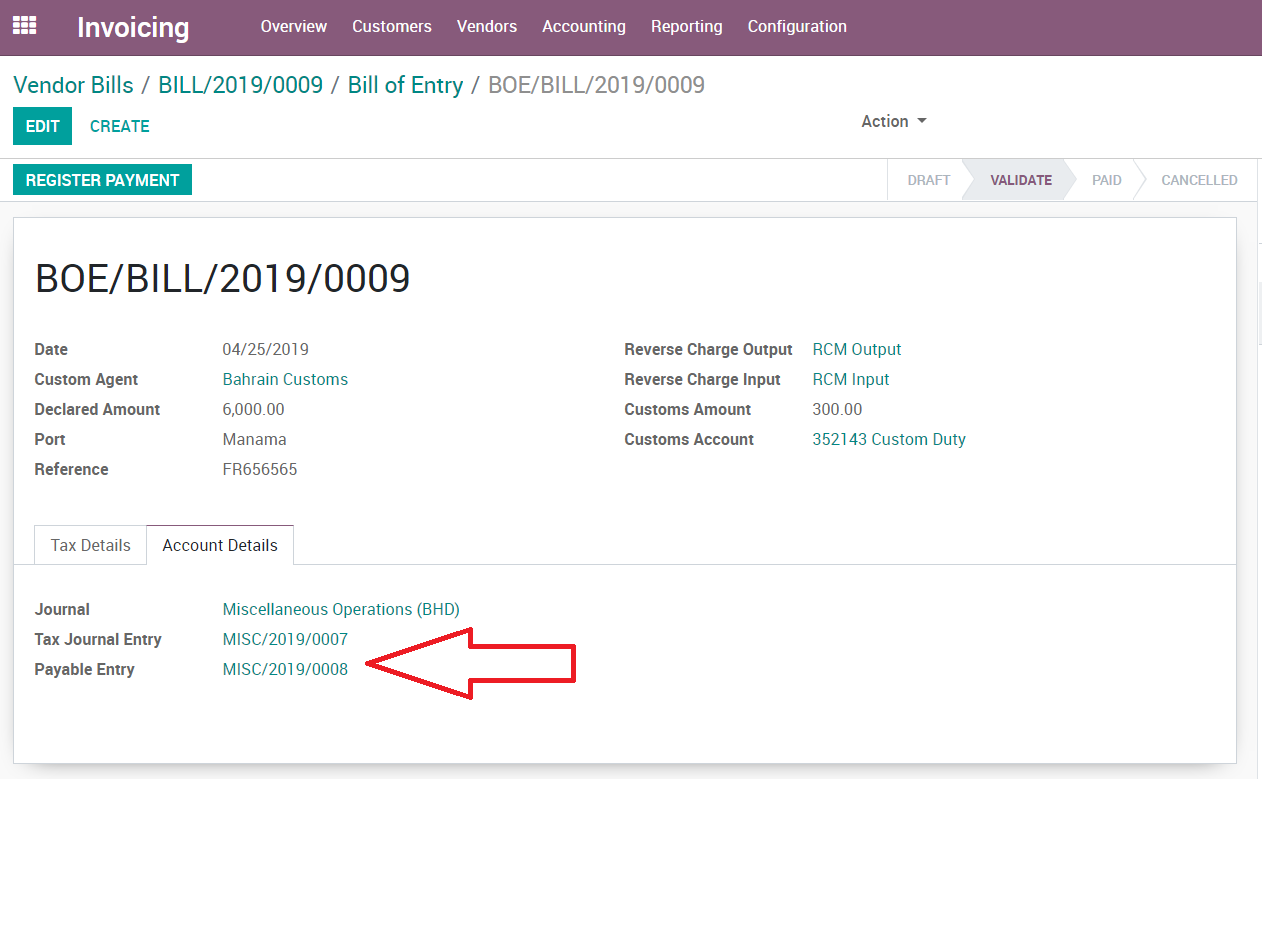 Invoicing Overview Customers Vendors Accounting Reporting Configuration
Vendor Bills / BILL/2019/0009 / Bill of Entry / BOE/BILL/2019/0009
EDIT CREATE Action
REGISTER PAYMENT DRAFT VALIDATE PAID CANCELLED
BOE/BILL/2019/0009
Date 04/25/2019 Reverse Charge Output RCM Output
Custom Agent Bahrain Customs Reverse Charge Input RCM Input
Declared Amount 6,000.00 Customs Amount 300.00
Port Manama Customs Account 352143 Custom Duty
Reference FR656565
Tax Details Account Details
Journal Miscellaneous Operations (BHD)
Tax Journal Entry MISC/2019/0007
Payable Entry MISC/2019/0008